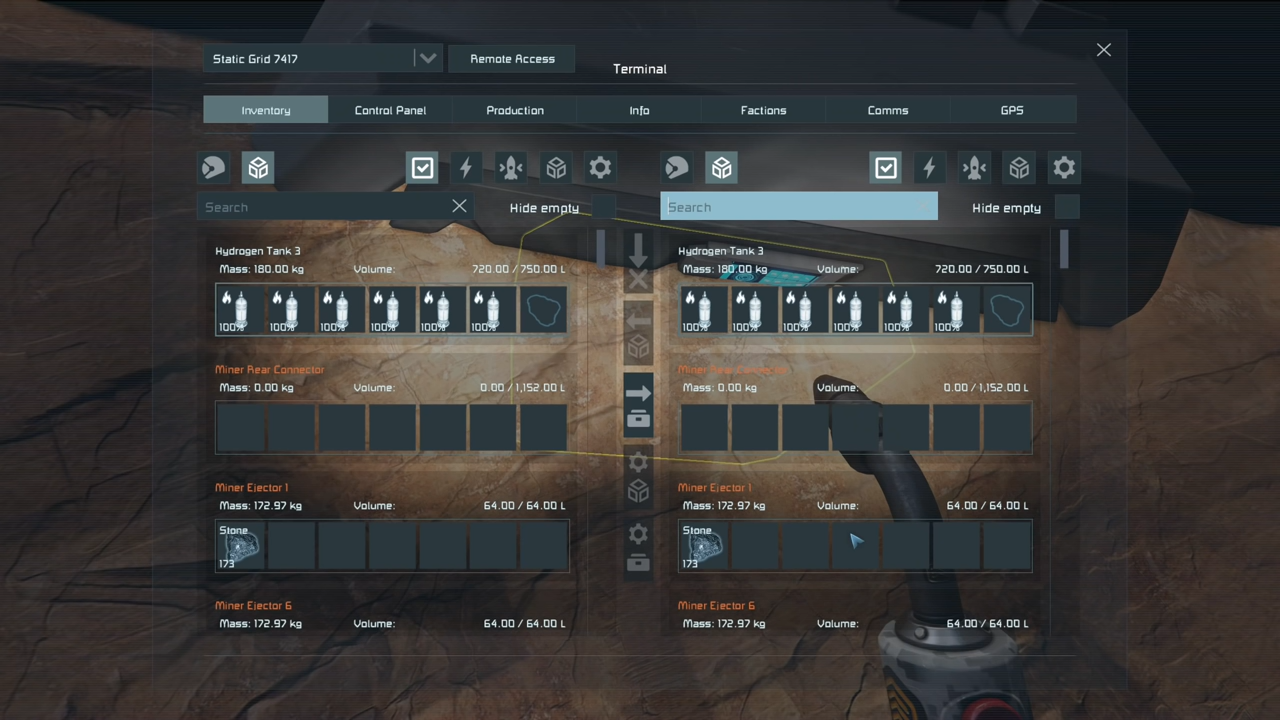 Static Grid 7417
Remote Access
Terminal
Inventory
Control Panel
Production
Info
Factions
Comms
GPS
Search
Hide empty
Search
Hide empty
Hydrogen Tank 3
Mass: 180.00 kg Volume: 720.00 / 750.00 L
100% 100% 100% 100% 100% 100%
Miner Rear Connector
Mass: 0.00 kg Volume: 0.00 / 1,152.00 L
Miner Ejector 1
Mass: 172.97 kg Volume: 64.00 / 64.00 L
Stone
173
Miner Ejector 6
Mass: 172.97 kg Volume: 64.00 / 64.00 L
Hydrogen Tank 3
Mass: 180.00 kg Volume: 720.00 / 750.00 L
100% 100% 100% 100% 100% 100%
Miner Rear Connector
Mass: 0.00 kg Volume: 0.00 / 1,152.00 L
Miner Ejector 1
Mass: 172.97 kg Volume: 64.00 / 64.00 L
Stone
173
Miner Ejector 6
Mass: 172.97 kg Volume: 64.00 / 64.00 L